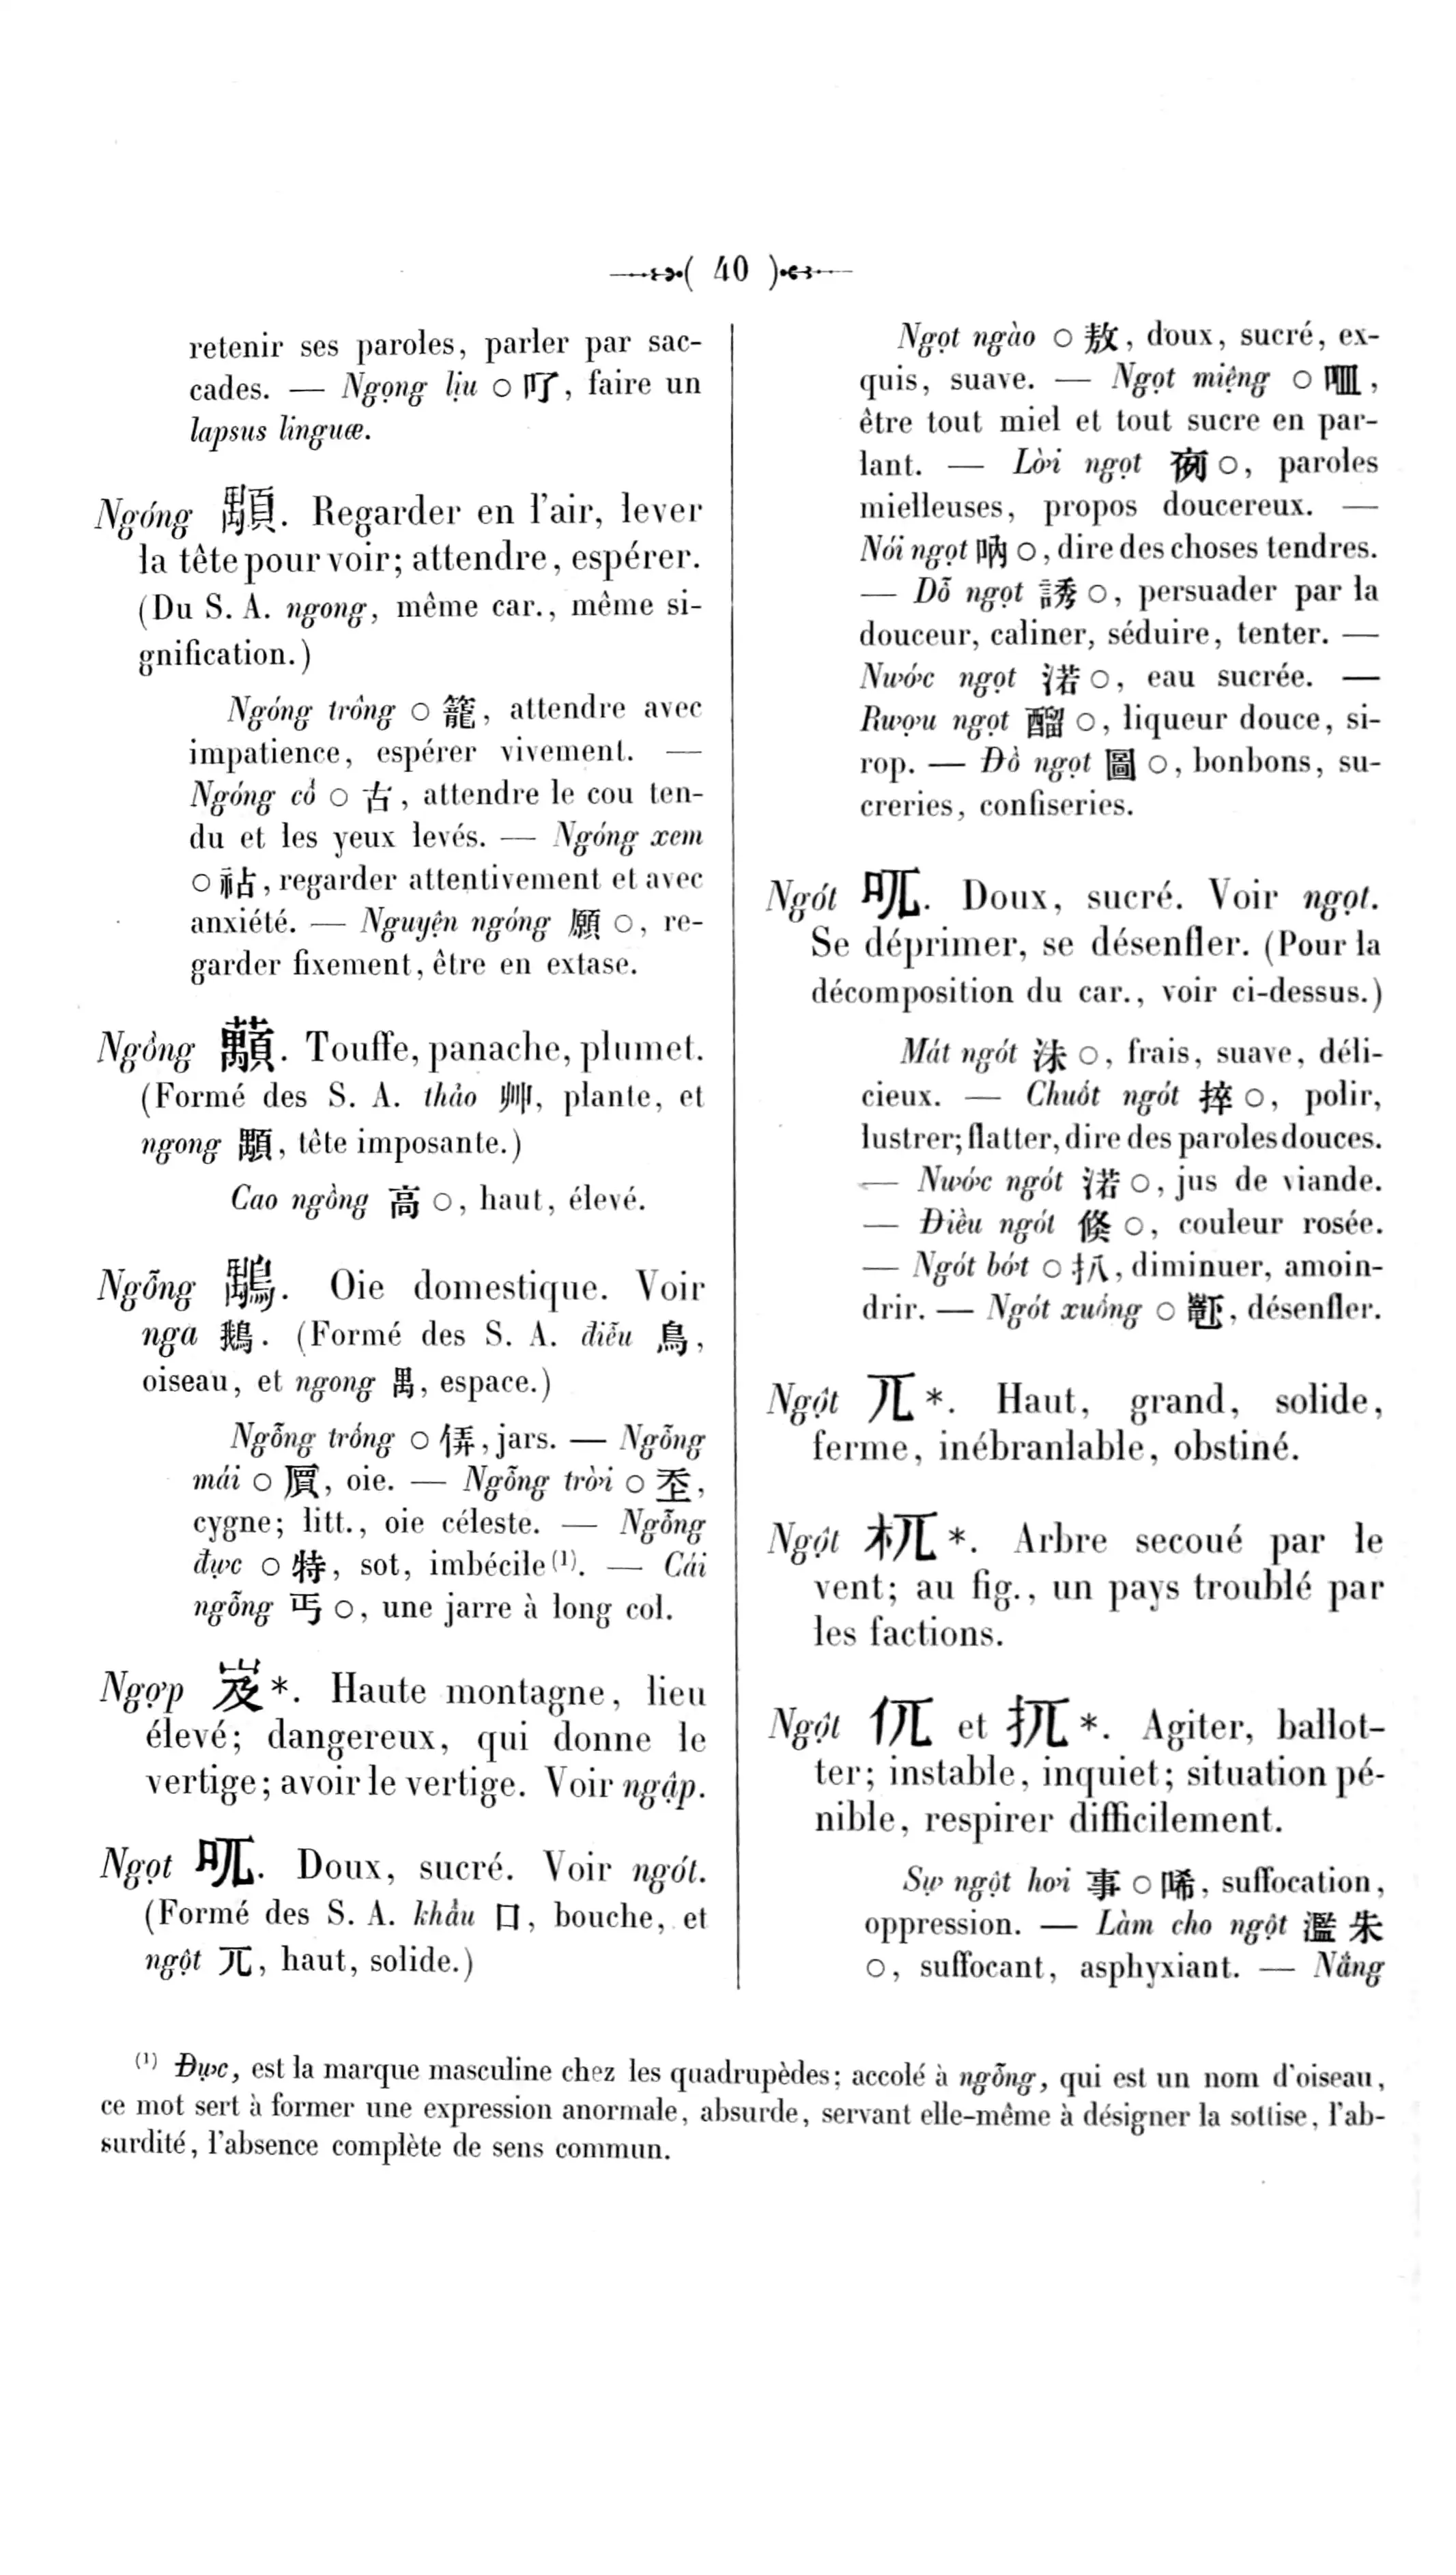 ( 40 )
retenir ses paroles, parler par sac-
cades. — Ngọng lịu ○ 𠮩, faire un
lapsus linguæ.
Ngóng 顒. Regarder en l'air, lever
la tête pour voir; attendre, espérer.
(Du S. A. ngong, même car., même si-
gnification.)
Ngóng trông ○ 籠, attendre avec
impatience, espérer vivement. —
Ngóng cổ ○ 古, attendre le cou ten-
du et les yeux levés. — Ngóng xem
○ 祜, regarder attentivement et avec
anxiété. — Nguyện ngóng 願 ○, re-
garder fixement, être en extase.
Ngồng. Touffe, panache, plumet.
(Formé des S. A. thảo 艸, plante, et
ngong 顒, tête imposante.)
Cao ngồng 高 ○, haut, élevé.
Ngỗng. Oie domestique. Voir
nga 鵝. (Formé des S. A. điểu 鳥,
oiseau, et ngong 禺, espace.)
Ngỗng trống ○, jars. — Ngỗng
mái ○, oie. — Ngỗng trời ○,
cygne; litt., oie céleste. — Ngỗng
đực ○ 特, sot, imbécile (1). — Cái
ngỗng 丐 ○, une jarre à long col.
Ngợp 岌 *. Haute montagne, lieu
élevé; dangereux, qui donne le
vertige; avoir le vertige. Voir ngập.
Ngọt 𠯋. Doux, sucré. Voir ngót.
(Formé des S. A. khẩu 口, bouche, et
ngột 兀, haut, solide.)
Ngọt ngào ○ 敖, doux, sucré, ex-
quis, suave. — Ngọt miệng ○ 𠰘,
être tout miel et tout sucre en par-
lant. — Lời ngọt ○, paroles
mielleuses, propos doucereux. —
Nói ngọt 吶 ○, dire des choses tendres.
— Dỗ ngọt 誘 ○, persuader par la
douceur, caliner, séduire, tenter. —
Nước ngọt 渃 ○, eau sucrée. —
Rượu ngọt ○, liqueur douce, si-
rop. — Đồ ngọt 圖 ○, bonbons, su-
creries, confiseries.
Ngót 𠯋. Doux, sucré. Voir ngọt.
Se déprimer, se désenfler. (Pour la
décomposition du car., voir ci-dessus.)
Mát ngót 沬 ○, frais, suave, déli-
cieux. — Chuốt ngót 捽 ○, polir,
lustrer; flatter, dire des paroles douces.
— Nước ngót 渃 ○, jus de viande.
— Điều ngót ○, couleur rosée.
— Ngót bớt ○ 扒, diminuer, amoin-
drir. — Ngót xuống ○, désenfler.
Ngột 兀 *. Haut, grand, solide,
ferme, inébranlable, obstiné.
Ngột 杌 *. Arbre secoué par le
vent; au fig., un pays troublé par
les factions.
Ngột 仉 et 扤 *. Agiter, ballot-
ter; instable, inquiet; situation pé-
nible, respirer difficilement.
Sự ngột hơi 事 ○ 唏, suffocation,
oppression. — Làm cho ngột 濫 朱
○, suffocant, asphyxiant. — Nắng
(1) Đực, est la marque masculine chez les quadrupèdes; accolé à ngỗng, qui est un nom d'oiseau,
ce mot sert à former une expression anormale, absurde, servant elle-même à désigner la sottise, l'ab-
surdité, l'absence complète de sens commun.